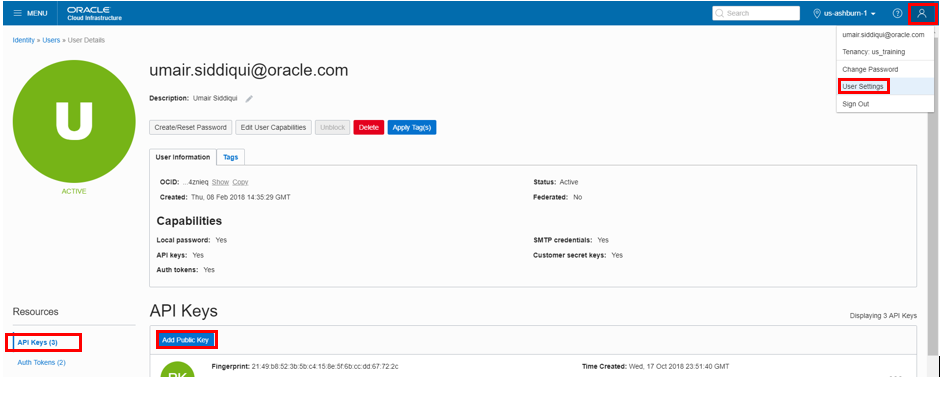 MENU
ORACLE
Cloud Infrastructure
Search
us-ashburn-1
?
Identity » Users » User Details
umair.siddiqui@oracle.com
Tenancy: us_training
Change Password
User Settings
Sign Out
U
ACTIVE
umair.siddiqui@oracle.com
Description: Umair Siddiqui
Create/Reset Password
Edit User Capabilities
Unblock
Delete
Apply Tag(s)
User Information
Tags
OCID: ...4znieq Show Copy
Status: Active
Created: Thu, 08 Feb 2018 14:35:29 GMT
Federated: No
Capabilities
Local password: Yes
SMTP credentials: Yes
API keys: Yes
Customer secret keys: Yes
Auth tokens: Yes
Resources
API Keys (3)
Auth Tokens (2)
API Keys
Displaying 3 API Keys
Add Public Key
Fingerprint: 21:49:b8:52:3b:5b:c4:15:8e:5f:6b:cc:dd:67:72:2c
Time Created: Wed, 17 Oct 2018 23:51:40 GMT